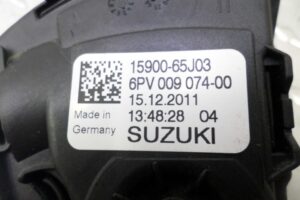 15900-65J03
6PV 009 074-00
15.12.2011
Made in 13:48:28 04
Germany SUZUKI